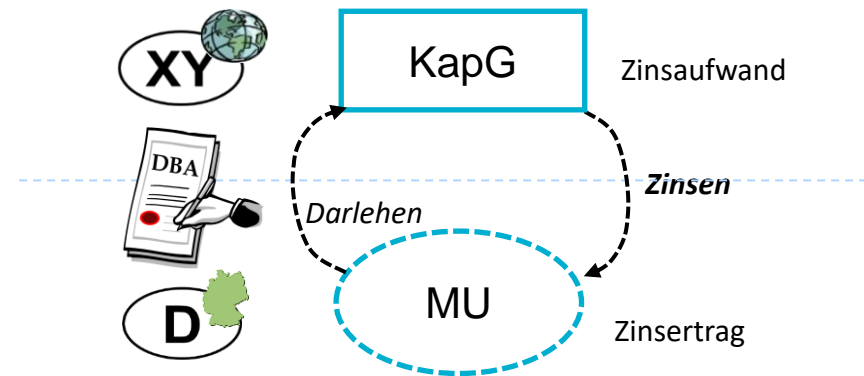 XY
KapG
Zinsaufwand
DBA
Darlehen
Zinsen
D
MU
Zinsertrag